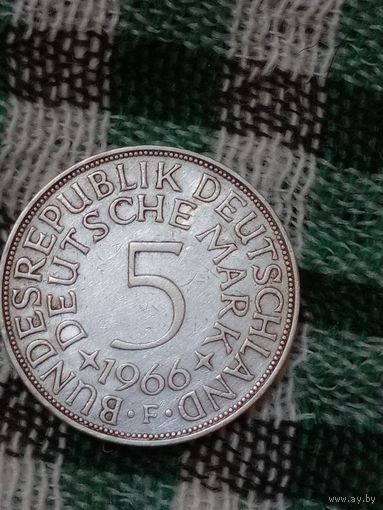 BUNDESREPUBLIK DEUTSCHLAND
DEUTSCHE MARK
5
1966
· F ·
www.ay.by